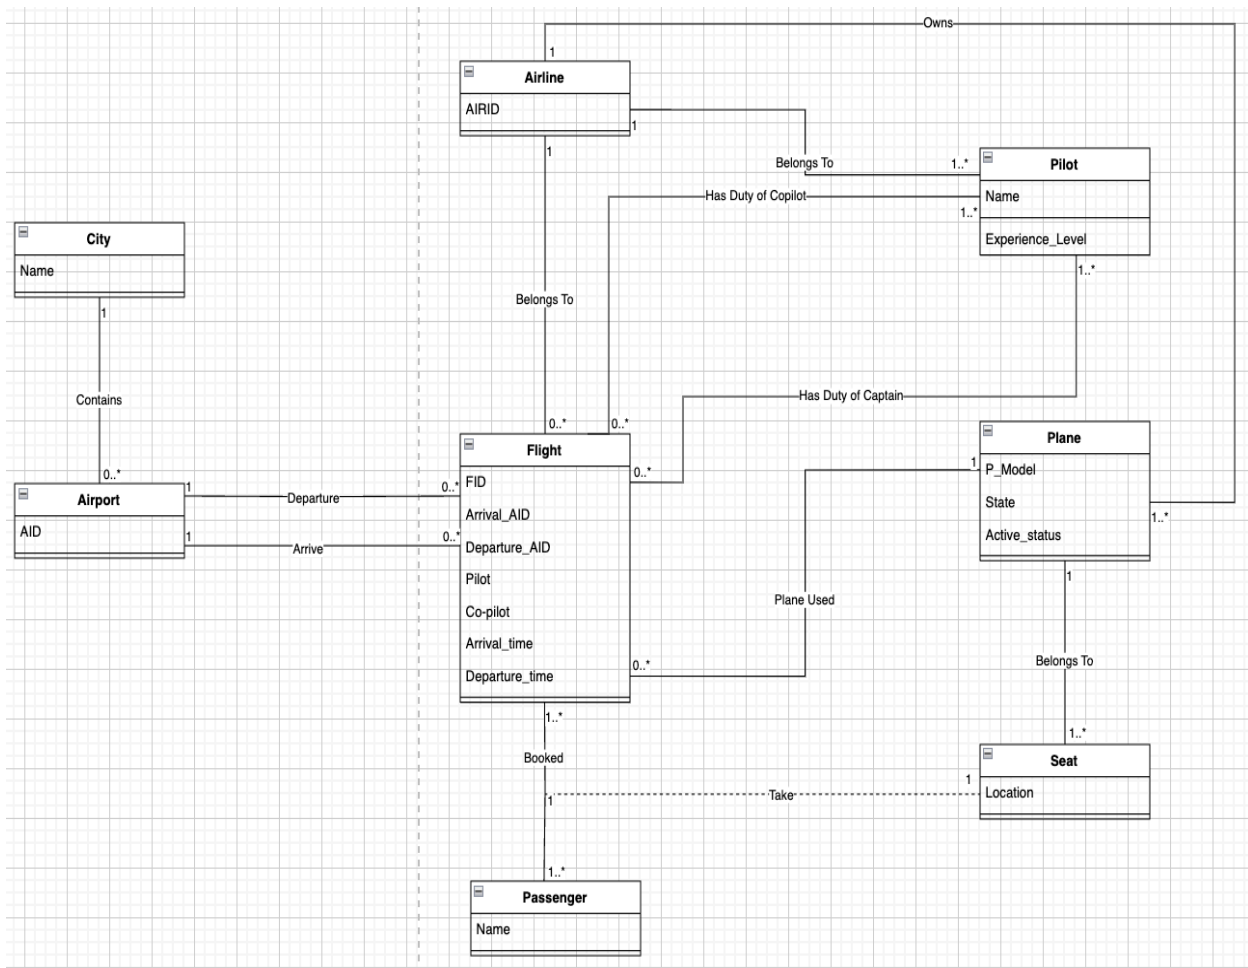 Owns
1
Airline
AIRID
1
1
Belongs To
1..*
Pilot
Name
Experience_Level
Has Duty of Copilot
1..*
1..*
City
Name
1
Contains
0..*
Belongs To
Has Duty of Captain
0..*
0..*
Airport
AID
1
Departure
0..*
1
Arrive
0..*
Flight
FID
Arrival_AID
Departure_AID
Pilot
Co-pilot
Arrival_time
Departure_time
0..*
1
Plane
P_Model
State
Active_status
1..*
Plane Used
0..*
1
Belongs To
1..*
1..*
Booked
1
Take
1
Seat
Location
1..*
Passenger
Name